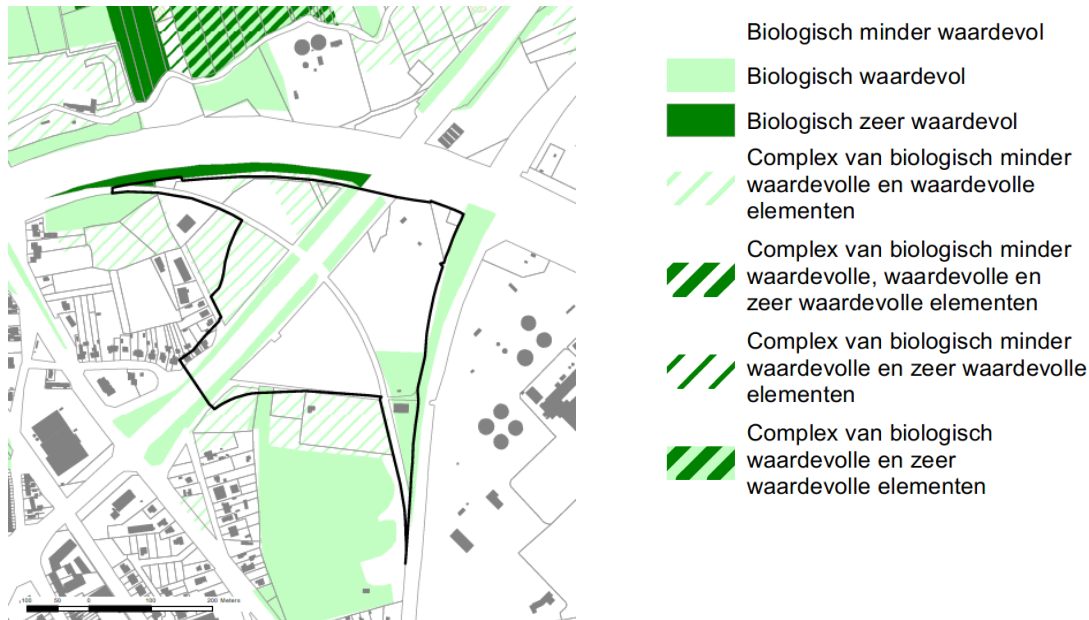 Biologisch minder waardevol
Biologisch waardevol
Biologisch zeer waardevol
Complex van biologisch minder
waardevolle en waardevolle
elementen
Complex van biologisch minder
waardevolle, waardevolle en
zeer waardevolle elementen
Complex van biologisch minder
waardevolle en zeer waardevolle
elementen
Complex van biologisch
waardevolle en zeer
waardevolle elementen
100 50 0 100 200 Meters